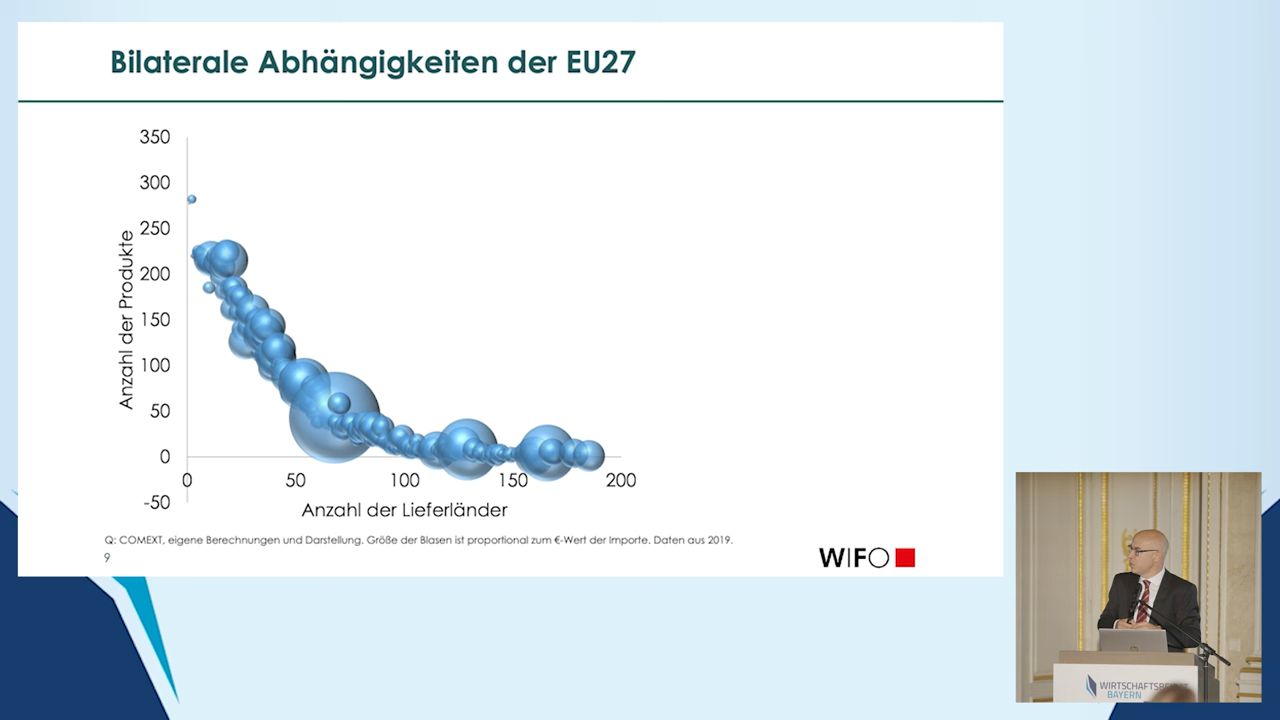 Bilaterale Abhängigkeiten der EU27
350
300
250
200
150
100
50
0
-50
Anzahl der Produkte
0 50 100 150 200
Anzahl der Lieferländer
Q: COMEXT, eigene Berechnungen und Darstellung. Größe der Blasen ist proportional zum €-Wert der Importe. Daten aus 2019.
9
WIFO
BAYERN